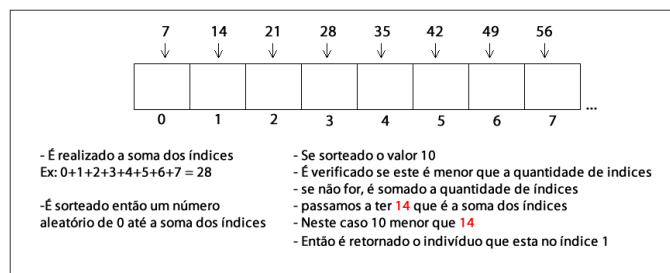 7 14 21 28 35 42 49 56
...
0 1 2 3 4 5 6 7
- É realizado a soma dos índices
Ex: 0+1+2+3+4+5+6+7 = 28
-É sorteado então um número
aleatório de 0 até a soma dos índices
- Se sorteado o valor 10
- É verificado se este é menor que a quantidade de indices
- se não for, é somado a quantidade de índices
- passamos a ter 14 que é a soma dos índices
- Neste caso 10 menor que 14
- Então é retornado o indivíduo que esta no índice 1